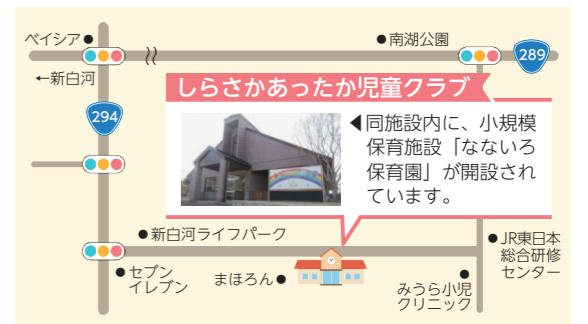 ベイシア●
●南湖公園
289
←新白河
しらさかあったか児童クラブ
294
◀同施設内に、小規模
保育施設「なないろ
保育園」が開設され
ています。
●新白河ライフパーク
●JR東日本
総合研修
センター
●セブン
イレブン
まほろん●
みうら小児
クリニック